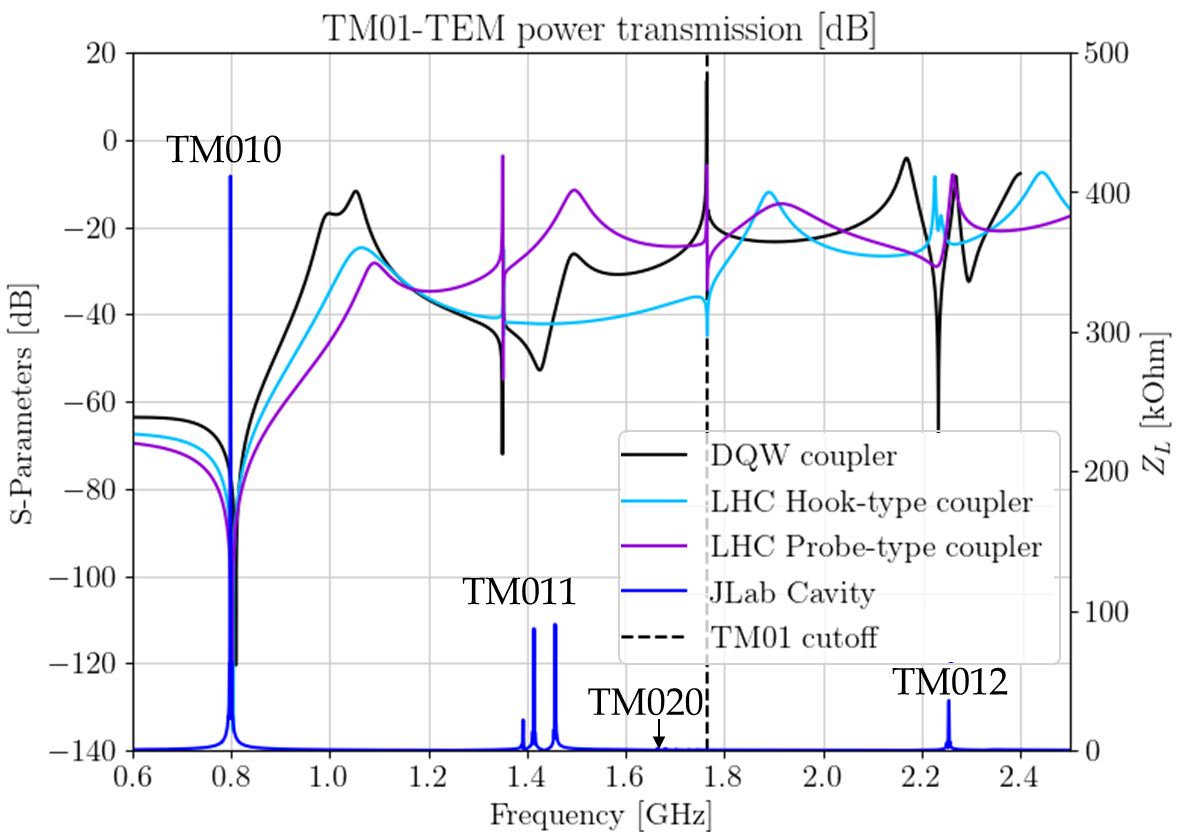 TM01-TEM power transmission [dB]
20
0
−20
−40
−60
−80
−100
−120
−140
S-Parameters [dB]
500
400
300
200
100
0
Z_L [kOhm]
TM010
TM011
TM020
TM012
DQW coupler
LHC Hook-type coupler
LHC Probe-type coupler
JLab Cavity
TM01 cutoff
0.6 0.8 1.0 1.2 1.4 1.6 1.8 2.0 2.2 2.4
Frequency [GHz]